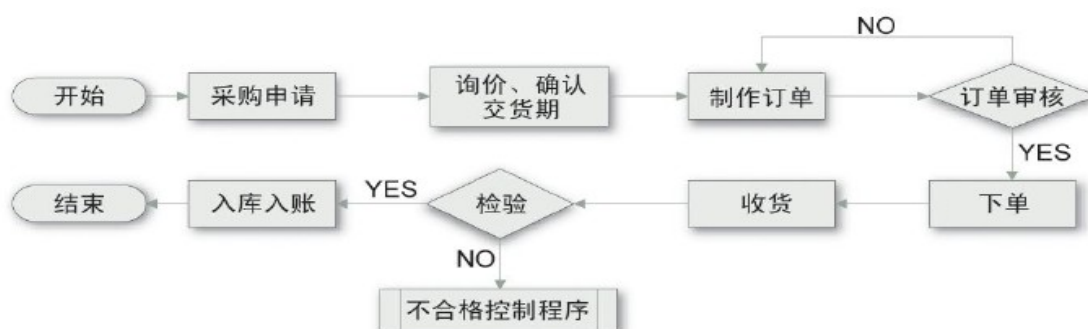 NO
开始
采购申请
询价、确认
交货期
制作订单
订单审核
YES
结束
入库入账
YES
检验
收货
下单
NO
不合格控制程序